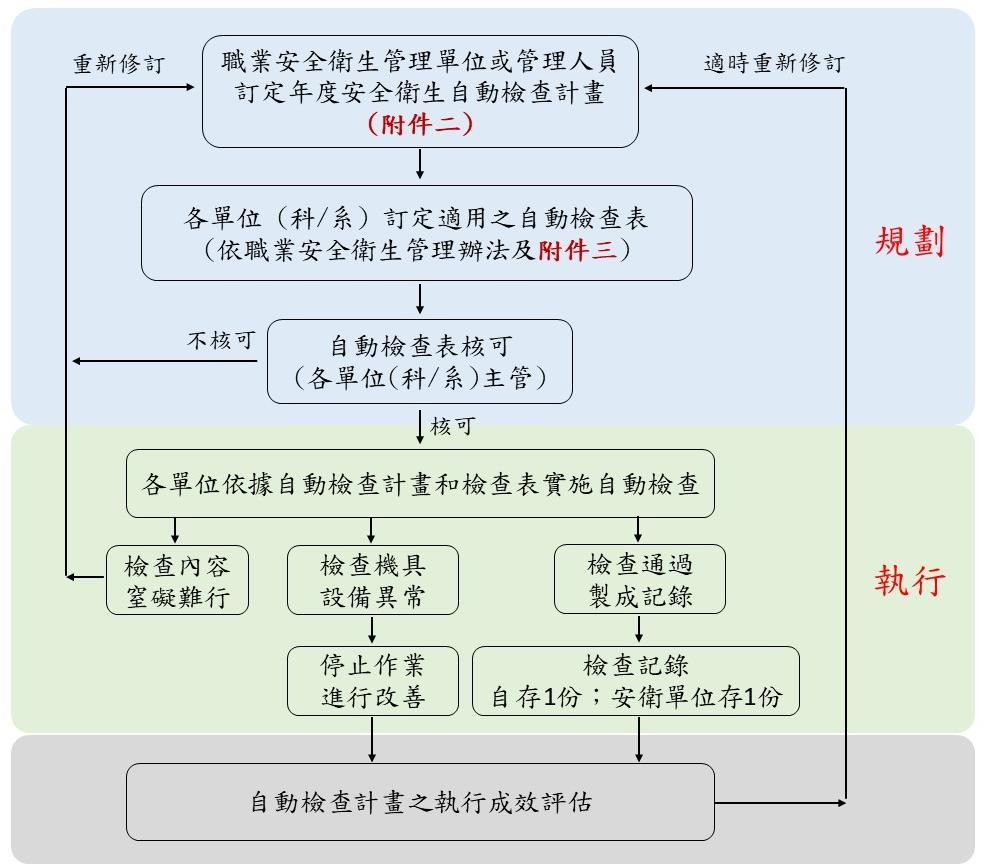 重新修訂
適時重新修訂
職業安全衛生管理單位或管理人員
訂定年度安全衛生自動檢查計畫
(附件二)
各單位（科/系）訂定適用之自動檢查表
(依職業安全衛生管理辦法及附件三)
規劃
不核可
自動檢查表核可
(各單位(科/系)主管)
核可
各單位依據自動檢查計畫和檢查表實施自動檢查
檢查內容
窒礙難行
檢查機具
設備異常
檢查通過
製成記錄
執行
停止作業
進行改善
檢查記錄
自存1份；安衛單位存1份
自動檢查計畫之執行成效評估